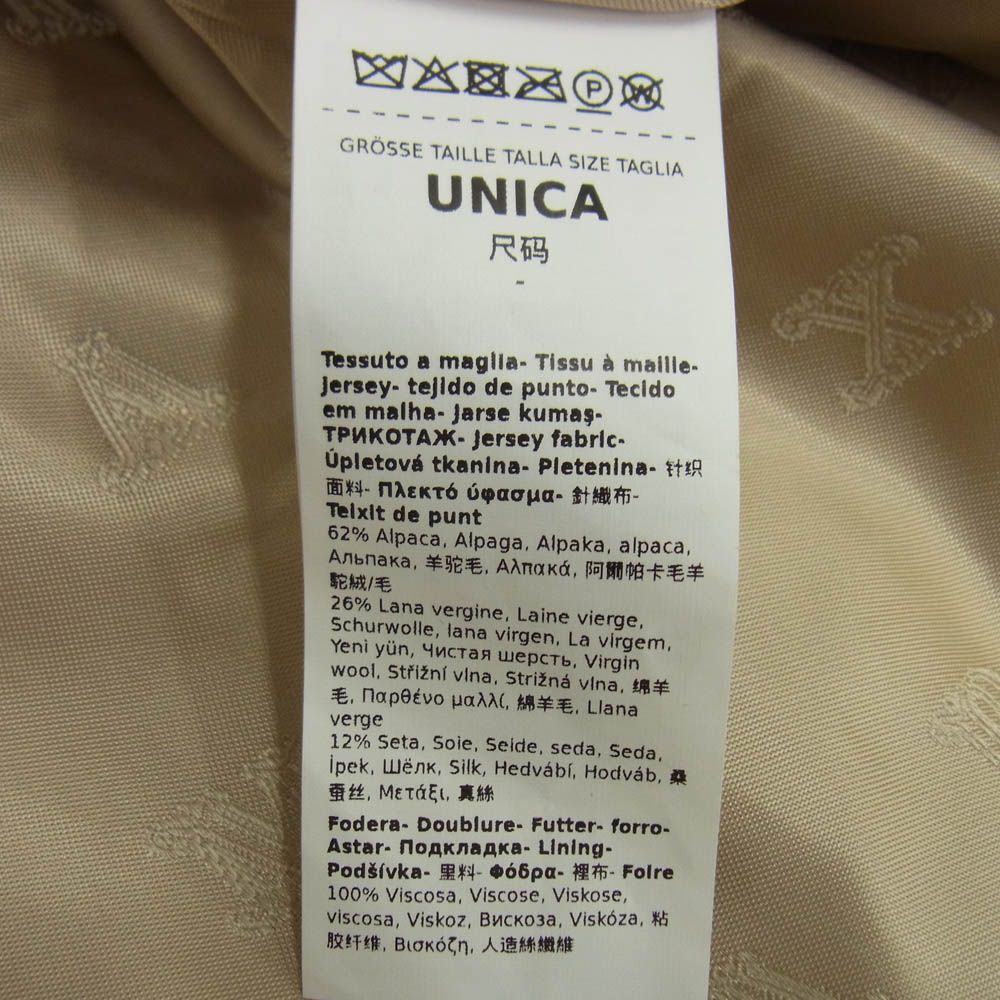 P W
GRÖSSE TAILLE TALLA SIZE TAGLIA
UNICA
尺码
-
Tessuto a maglia- Tissu à maille-
Jersey- tejido de punto- Tecido
em malha- Jarse kumaş-
ТРИКОТАЖ- Jersey fabric-
Úpletová tkanina- Pletenina- 针织
面料- Πλεκτό ύφασμα- 針織布-
Teixit de punt
62% Alpaca, Alpaga, Alpaka, alpaca,
Альпака, 羊驼毛, Αλπακά, 阿爾帕卡毛羊
駝絨/毛
26% Lana vergine, Laine vierge,
Schurwolle, lana virgen, La virgem,
Yeni yün, Чистая шерсть, Virgin
wool, Střižní vlna, Strižná vlna, 绵羊
毛, Παρθένο μαλλί, 綿羊毛, Llana
verge
12% Seta, Soie, Seide, seda, Seda,
İpek, Шёлк, Silk, Hedvábí, Hodváb, 桑
蚕丝, Μετάξι, 真絲
Fodera- Doublure- Futter- forro-
Astar- Подкладка- Lining-
Podšívka- 里料- Φόδρα- 裡布- Folre
100% Viscosa, Viscose, Viskose,
viscosa, Viskoz, Вискоза, Viskóza, 粘
胶纤维, Βισκόζη, 人造絲纖維